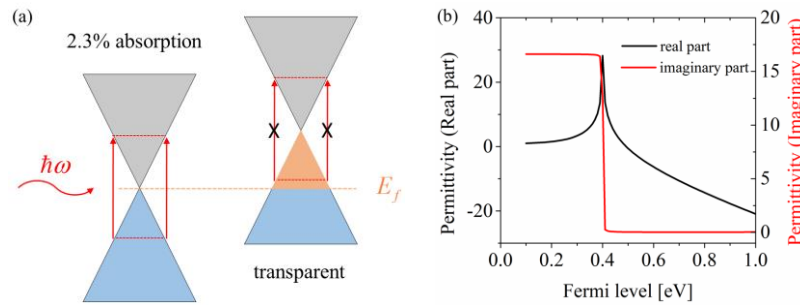 (a)
2.3% absorption
ħω
X
X
E_f
transparent
(b)
40
20
0
-20
Permittivity (Real part)
real part
imaginary part
20
15
10
5
0
Permittivity (Imaginary part)
0.0
0.2
0.4
0.6
0.8
1.0
Fermi level [eV]